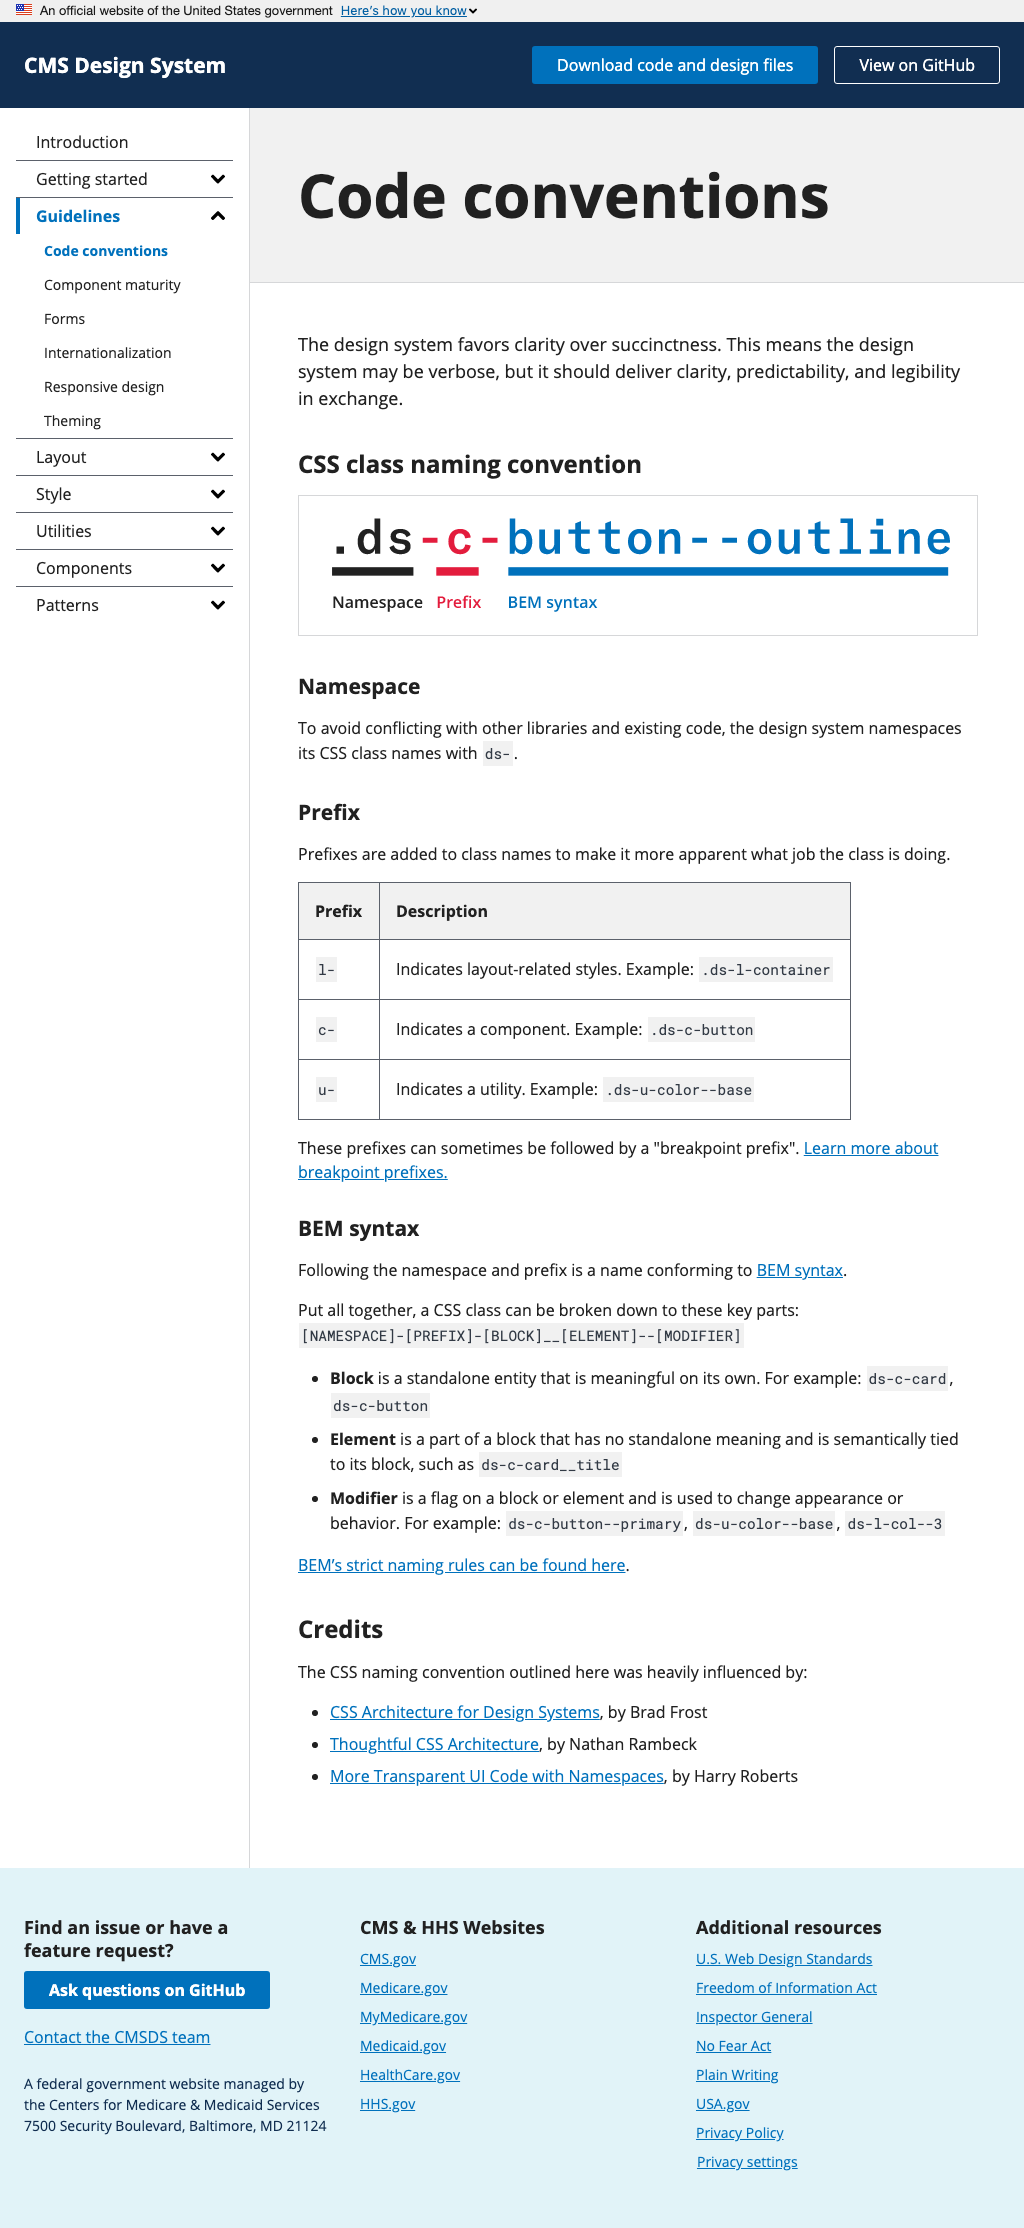 An official website of the United States government Here's how you know
CMS Design System
Download code and design files
View on GitHub
Introduction
Getting started
Guidelines
Code conventions
Component maturity
Forms
Internationalization
Responsive design
Theming
Layout
Style
Utilities
Components
Patterns
Code conventions
The design system favors clarity over succinctness. This means the design
system may be verbose, but it should deliver clarity, predictability, and legibility
in exchange.
CSS class naming convention
.ds-c-button--outline
Namespace Prefix BEM syntax
Namespace
To avoid conflicting with other libraries and existing code, the design system namespaces
its CSS class names with ds-.
Prefix
Prefixes are added to class names to make it more apparent what job the class is doing.
Prefix Description
l- Indicates layout-related styles. Example: .ds-l-container
c- Indicates a component. Example: .ds-c-button
u- Indicates a utility. Example: .ds-u-color--base
These prefixes can sometimes be followed by a "breakpoint prefix". Learn more about
breakpoint prefixes.
BEM syntax
Following the namespace and prefix is a name conforming to BEM syntax.
Put all together, a CSS class can be broken down to these key parts:
[NAMESPACE]-[PREFIX]-[BLOCK]__[ELEMENT]--[MODIFIER]
• Block is a standalone entity that is meaningful on its own. For example: ds-c-card,
ds-c-button
• Element is a part of a block that has no standalone meaning and is semantically tied
to its block, such as ds-c-card__title
• Modifier is a flag on a block or element and is used to change appearance or
behavior. For example: ds-c-button--primary, ds-u-color--base, ds-l-col--3
BEM’s strict naming rules can be found here.
Credits
The CSS naming convention outlined here was heavily influenced by:
• CSS Architecture for Design Systems, by Brad Frost
• Thoughtful CSS Architecture, by Nathan Rambeck
• More Transparent UI Code with Namespaces, by Harry Roberts
Find an issue or have a
feature request?
Ask questions on GitHub
Contact the CMSDS team
A federal government website managed by
the Centers for Medicare & Medicaid Services
7500 Security Boulevard, Baltimore, MD 21124
CMS & HHS Websites
CMS.gov
Medicare.gov
MyMedicare.gov
Medicaid.gov
HealthCare.gov
HHS.gov
Additional resources
U.S. Web Design Standards
Freedom of Information Act
Inspector General
No Fear Act
Plain Writing
USA.gov
Privacy Policy
Privacy settings